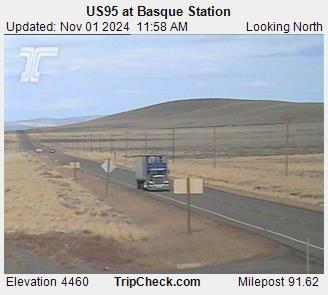 US95 at Basque Station
Updated: Nov 01 2024 11:58 AM Looking North
Elevation 4460 TripCheck.com Milepost 91.62